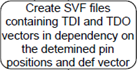 Create SVF files
containing TDI and TDO
vectors in dependency on
the detemined pin
positions and def vector